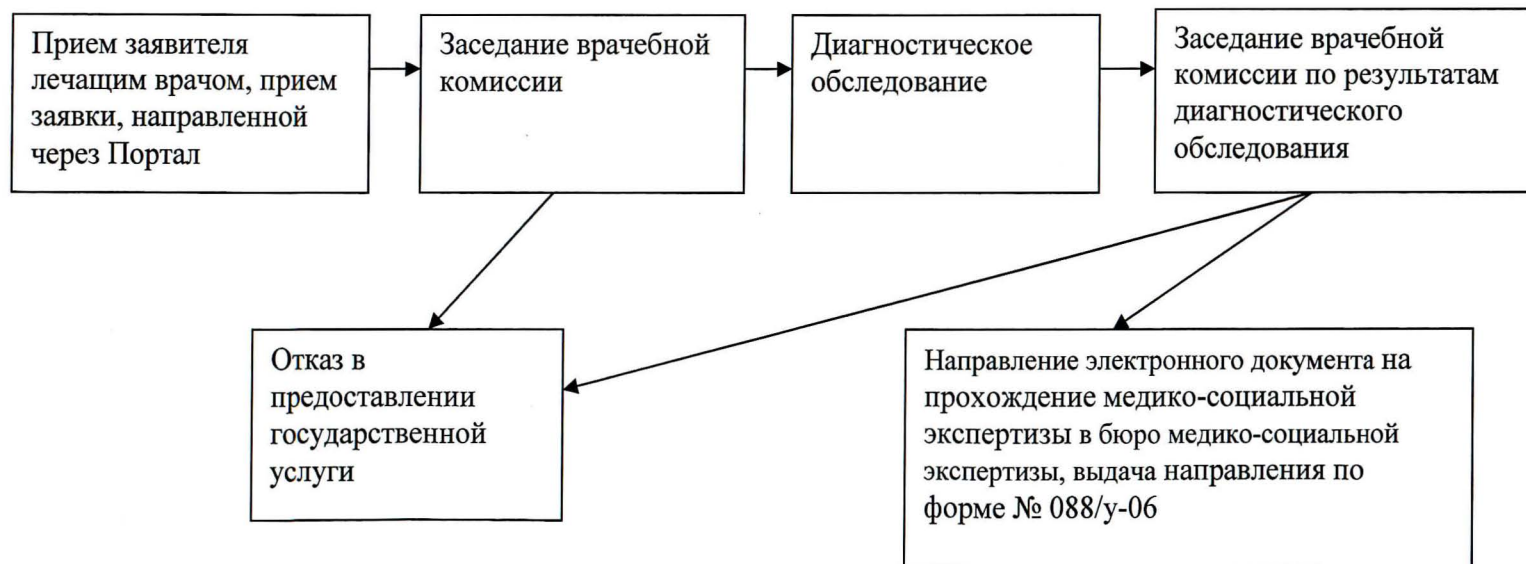 Прием заявителя
лечащим врачом, прием
заявки, направленной
через Портал
Заседание врачебной
комиссии
Диагностическое
обследование
Заседание врачебной
комиссии по результатам
диагностического
обследования
Отказ в
предоставлении
государственной
услуги
Направление электронного документа на
прохождение медико-социальной
экспертизы в бюро медико-социальной
экспертизы, выдача направления по
форме № 088/у-06